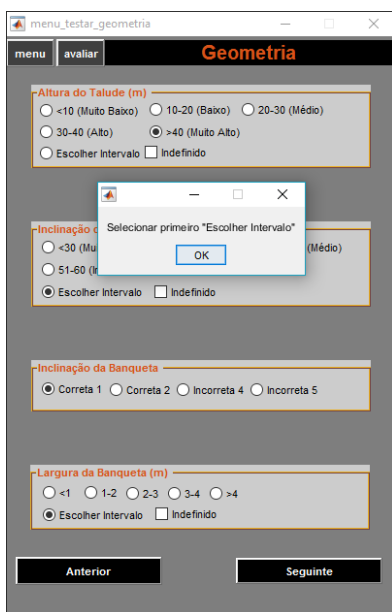 menu_testar_geometria
menu avaliar Geometria
Altura do Talude (m)
<10 (Muito Baixo) 10-20 (Baixo) 20-30 (Médio)
30-40 (Alto) >40 (Muito Alto)
Escolher Intervalo Indefinido
Selecionar primeiro "Escolher Intervalo"
OK
Inclinação
<30 (Mu (Médio)
51-60
Escolher Intervalo Indefinido
Inclinação da Banqueta
Correta 1 Correta 2 Incorreta 4 Incorreta 5
Largura da Banqueta (m)
<1 1-2 2-3 3-4 >4
Escolher Intervalo Indefinido
Anterior Seguinte